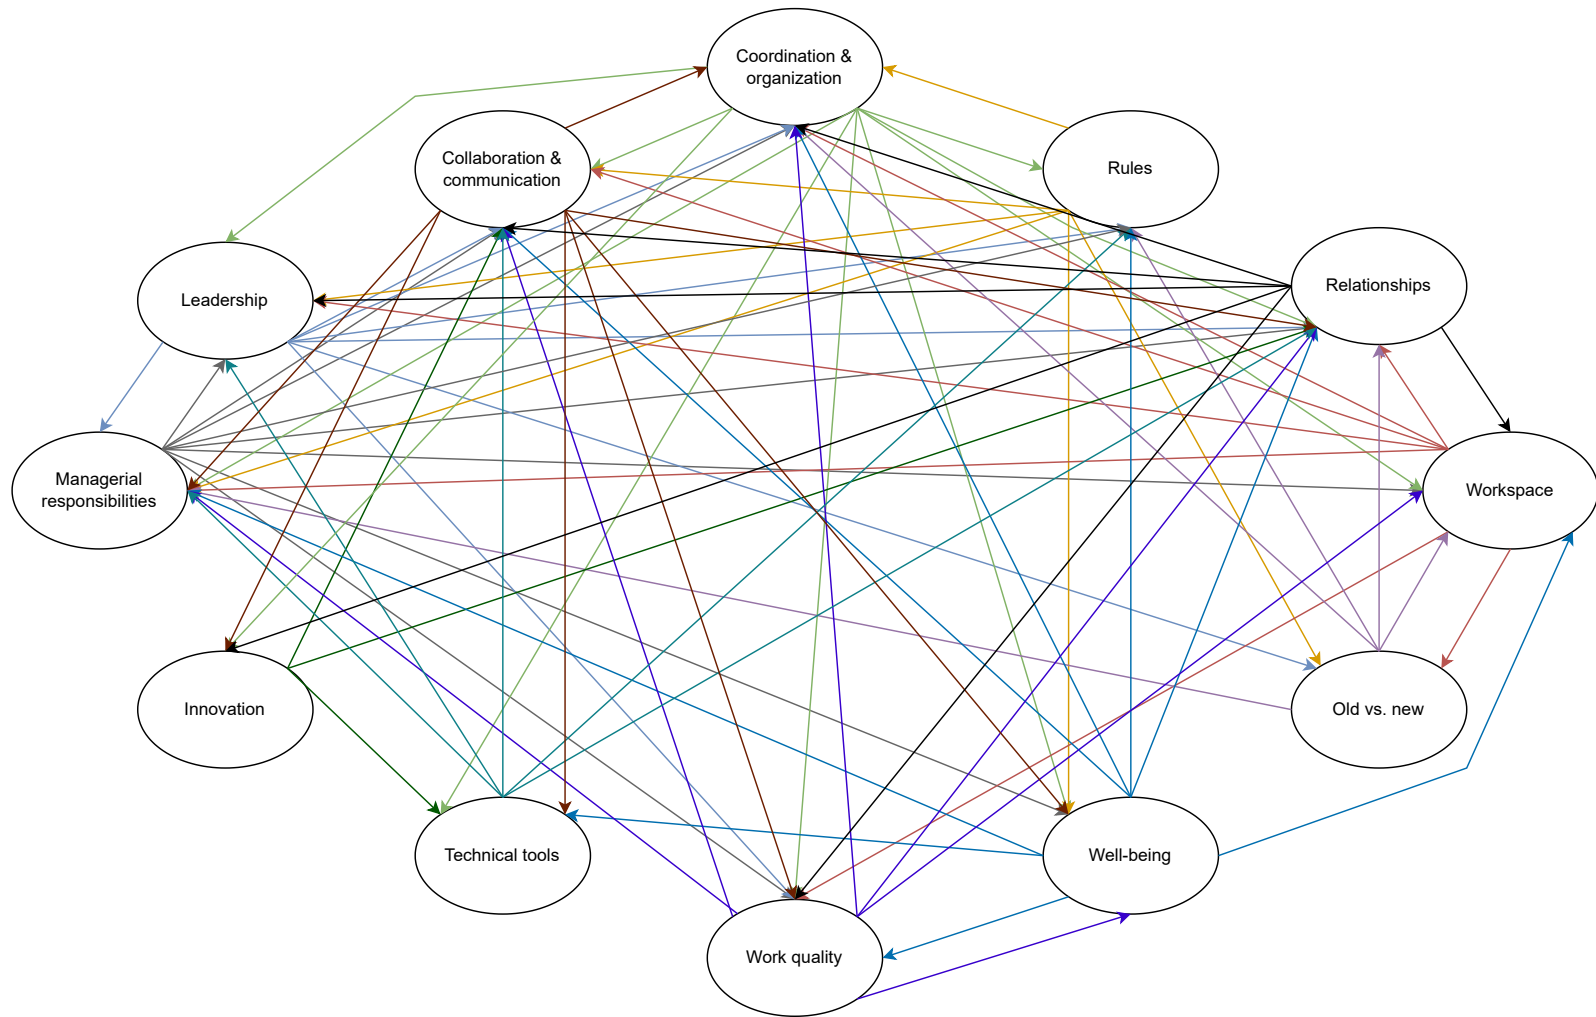 Coordination &
organization
Collaboration &
communication
Rules
Leadership
Relationships
Managerial
responsibilities
Workspace
Innovation
Old vs. new
Technical tools
Well-being
Work quality